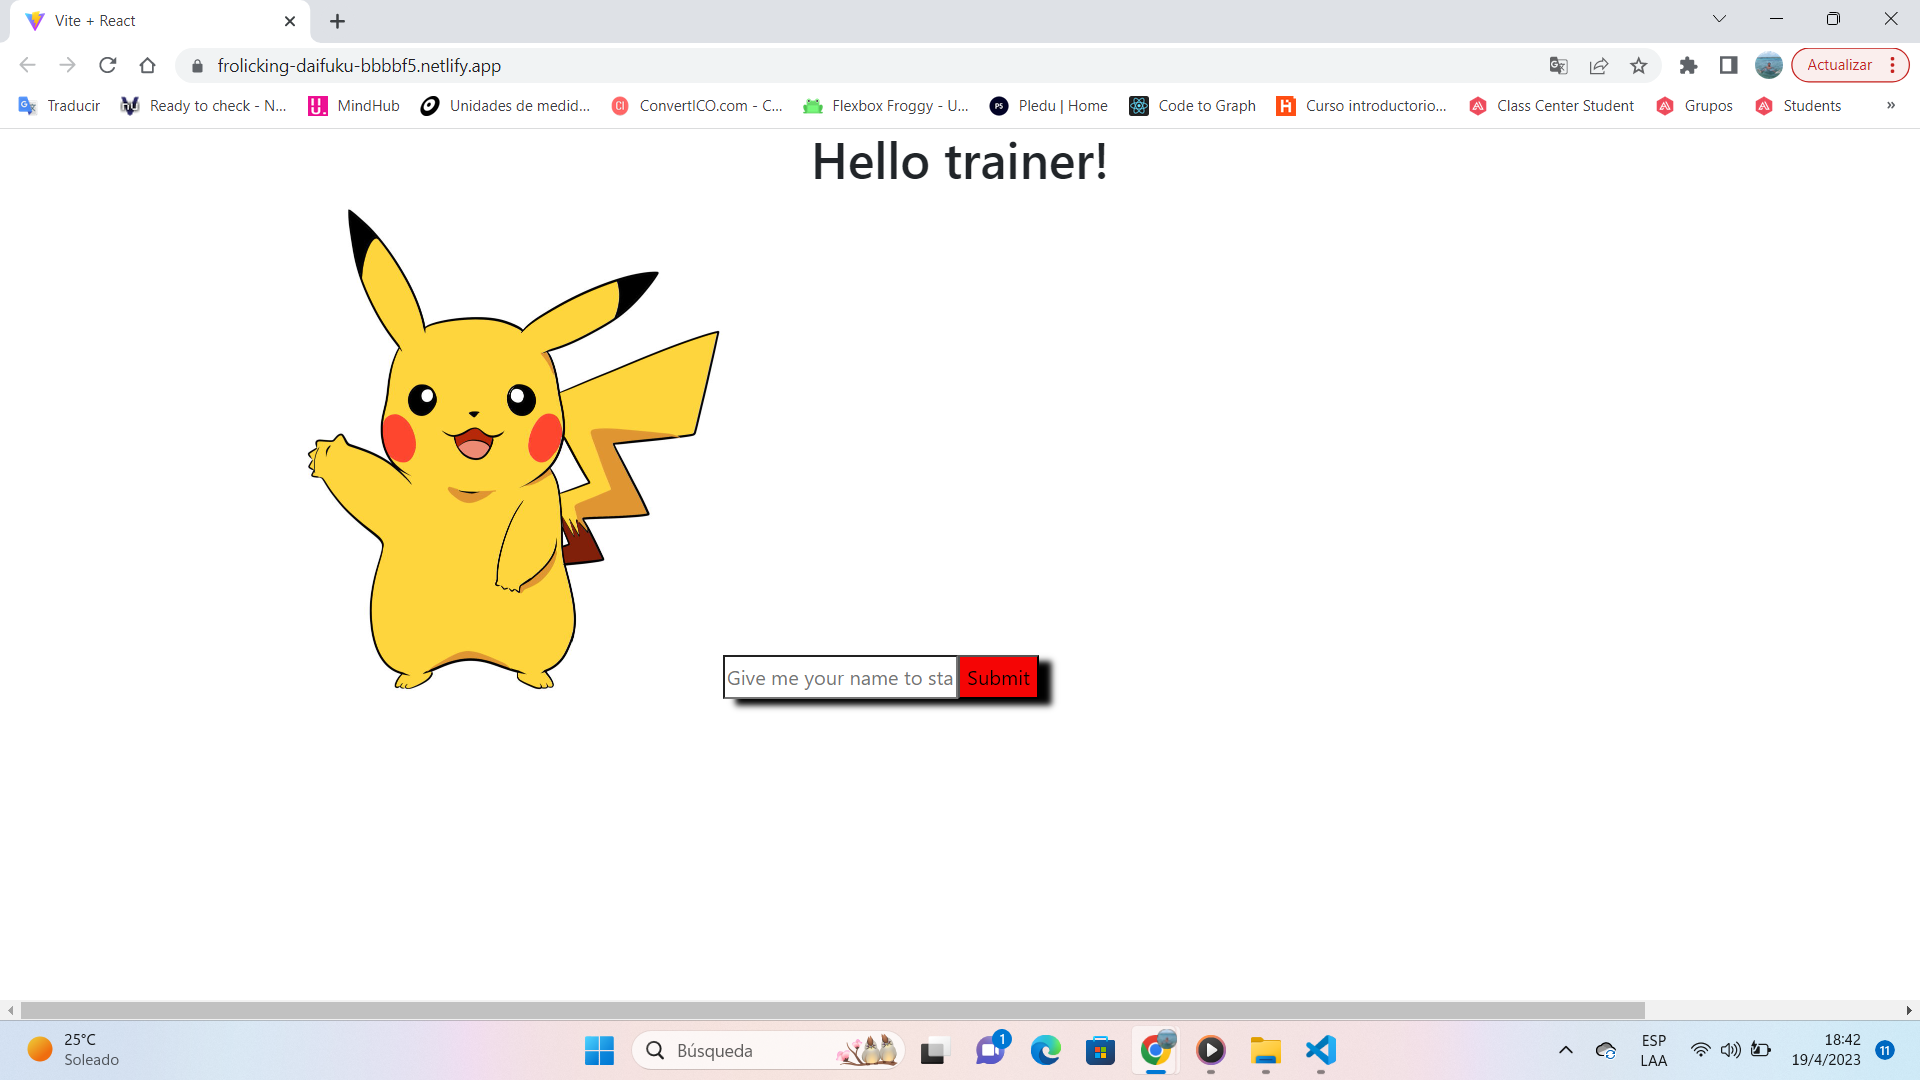 Vite + React
frolicking-daifuku-bbbbf5.netlify.app
Actualizar
Traducir
Ready to check - N...
MindHub
Unidades de medid...
ConvertICO.com - C...
Flexbox Froggy - U...
Pledu | Home
Code to Graph
Curso introductorio...
Class Center Student
Grupos
Students
»
Hello trainer!
Give me your name to sta
Submit
25°C
Soleado
Búsqueda
1
ESP
LAA
18:42
19/4/2023
11